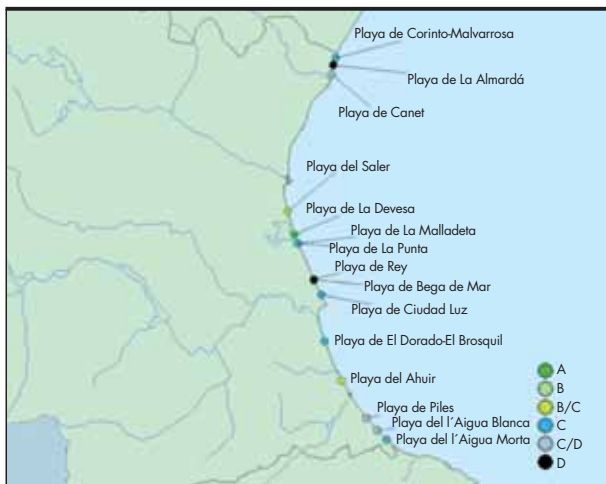 Playa de Corinto-Malvarrosa
Playa de La Almardá
Playa de Canet
Playa del Saler
Playa de La Devesa
Playa de La Malladeta
Playa de La Punta
Playa de Rey
Playa de Bega de Mar
Playa de Ciudad Luz
Playa de El Dorado-El Brosquil
Playa del Ahuir
Playa de Piles
Playa del l´Aigua Blanca
Playa del l´Aigua Morta
A
B
B/C
C
C/D
D